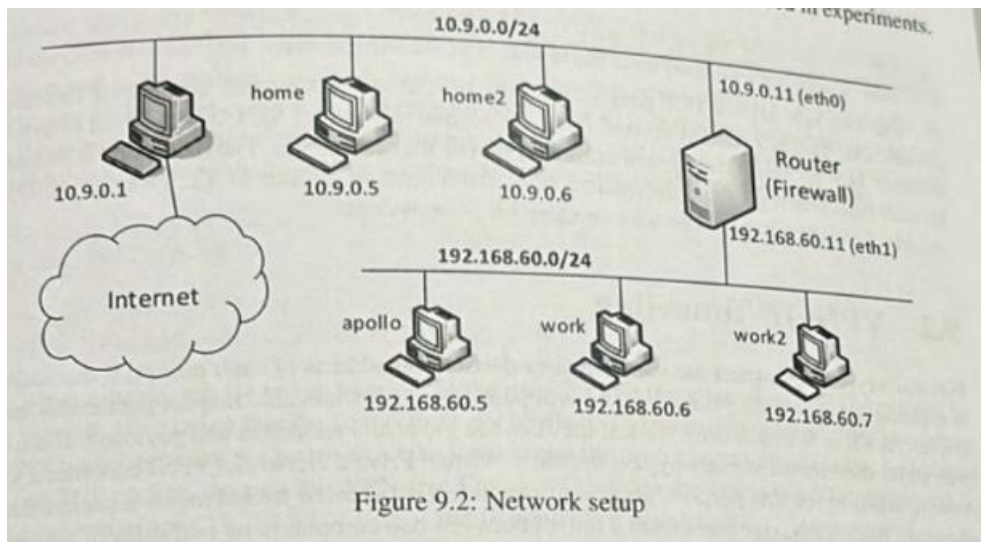 in experiments.
10.9.0.0/24
home
home2
10.9.0.11 (eth0)
Router
(Firewall)
10.9.0.1
10.9.0.5
10.9.0.6
192.168.60.11 (eth1)
192.168.60.0/24
Internet
apollo
work
work2
192.168.60.5
192.168.60.6
192.168.60.7
Figure 9.2: Network setup